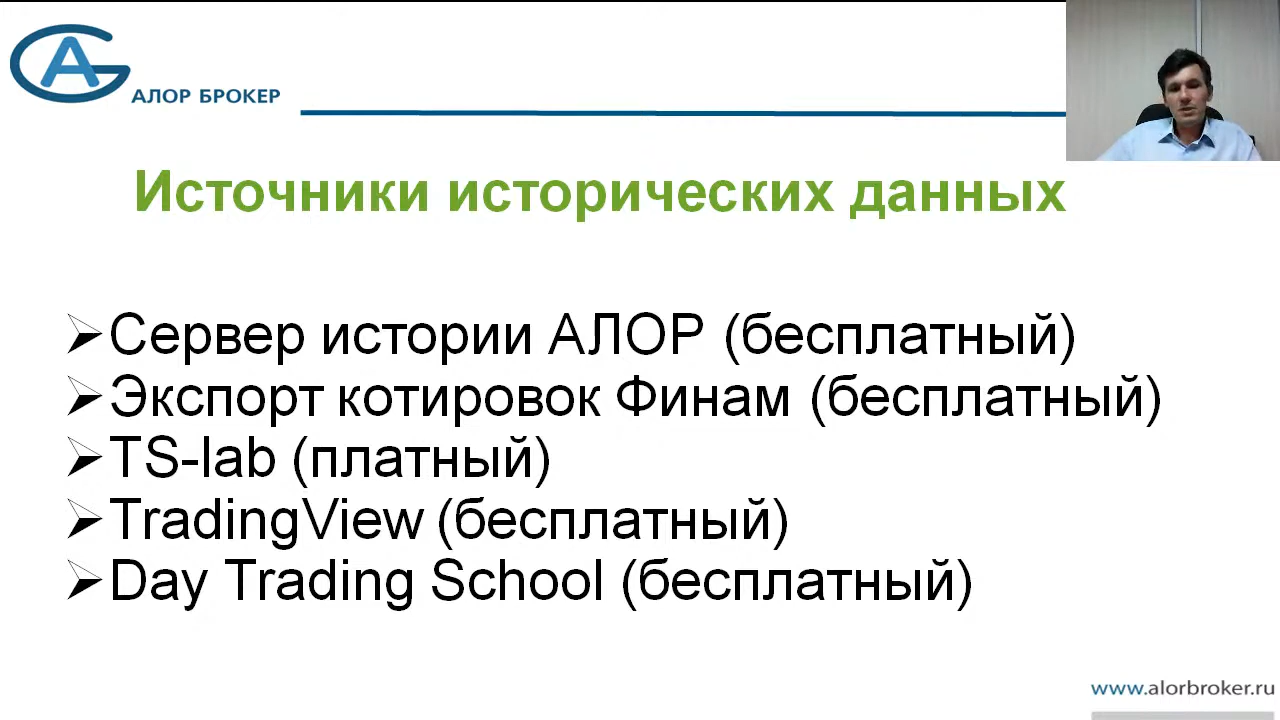 АЛОР БРОКЕР
Источники исторических данных
Сервер истории АЛОР (бесплатный)
Экспорт котировок Финам (бесплатный)
TS-lab (платный)
TradingView (бесплатный)
Day Trading School (бесплатный)
www.alorbroker.ru